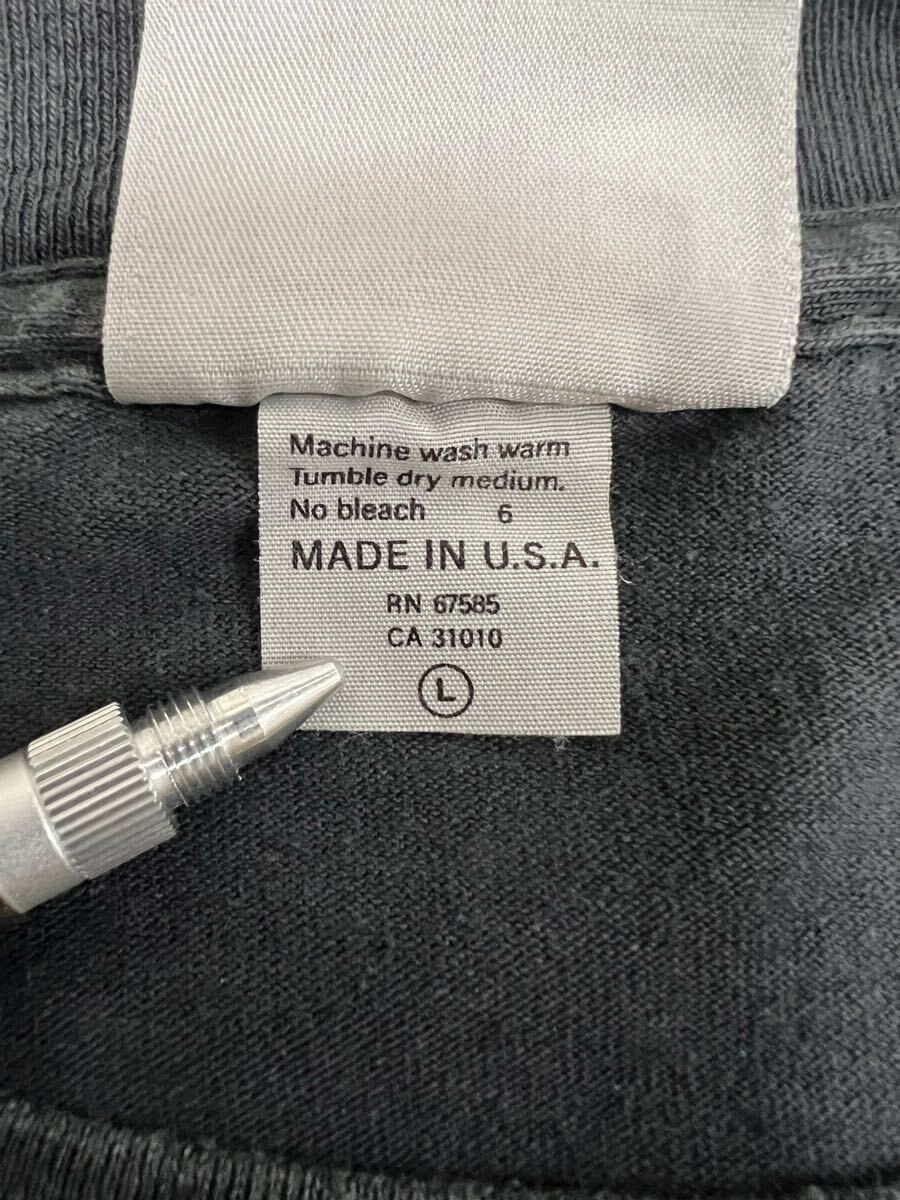 Machine wash warm
Tumble dry medium.
No bleach 6
MADE IN U.S.A.
RN 67585
CA 31010
L